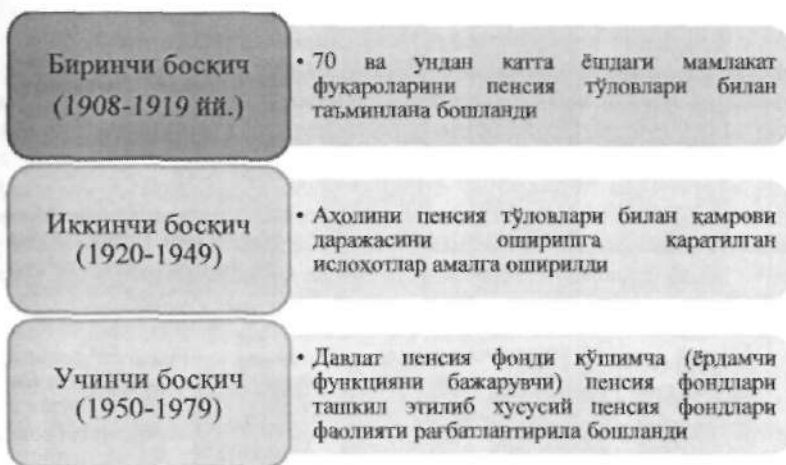 Биринчи босқич
(1908-1919 йй.)
• 70 ва ундан катта ёшдаги мамлакат
фуқароларини пенсия тўловлари билан
таъминлана бошланди
Иккинчи босқич
(1920-1949)
• Аҳолини пенсия тўловлари билан қамрови
даражасини оширишга қаратилган
ислоҳотлар амалга оширилди
Учинчи босқич
(1950-1979)
• Давлат пенсия фонди қўшимча (ёрдамчи
функцияни бажарувчи) пенсия фондлари
ташкил этилиб хусусий пенсия фондлари
фаолияти рағбатлантирила бошланди